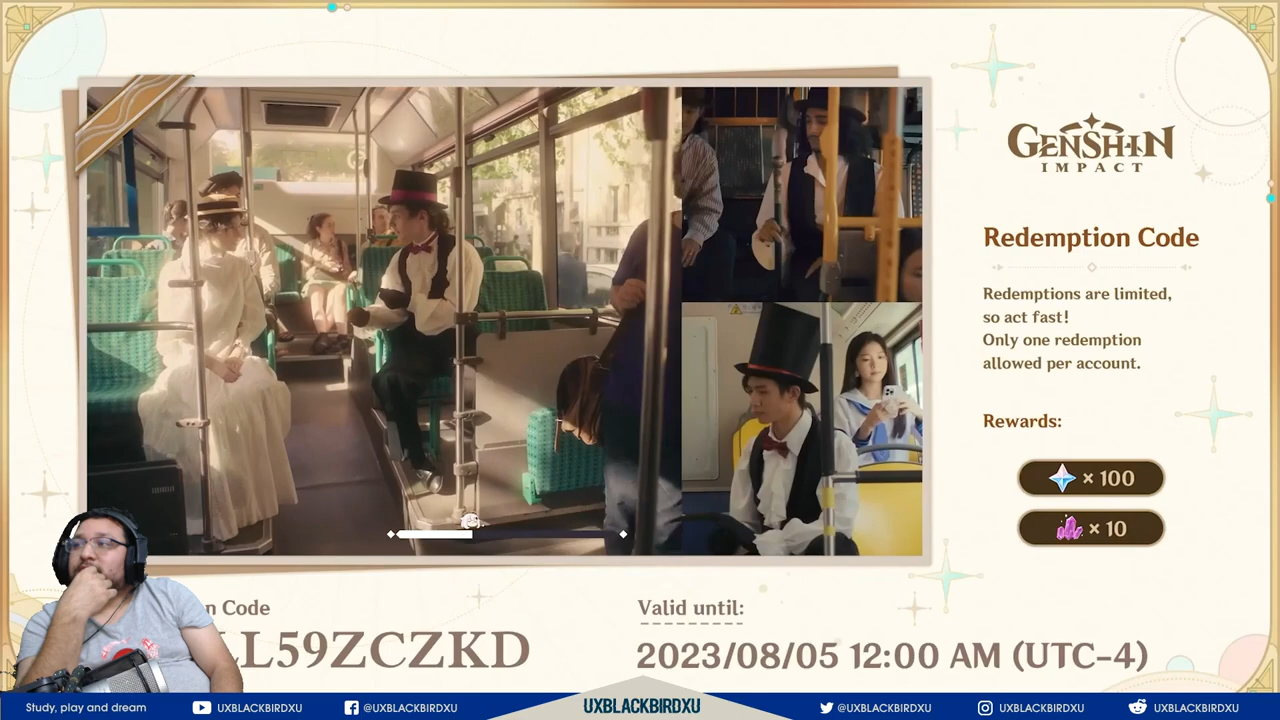 GENSHIN
IMPACT
Redemption Code
Redemptions are limited,
so act fast!
Only one redemption
allowed per account.
Rewards:
× 100
× 10
n Code
LL59ZCZKD
Valid until:
2023/08/05 12:00 AM (UTC-4)
Study, play and dream
UXBLACKBIRDXU
@UXBLACKBIRDXU
UXBLACKBIRDXU
@UXBLACKBIRDXU
UXBLACKBIRDXU
UXBLACKBIRDXU